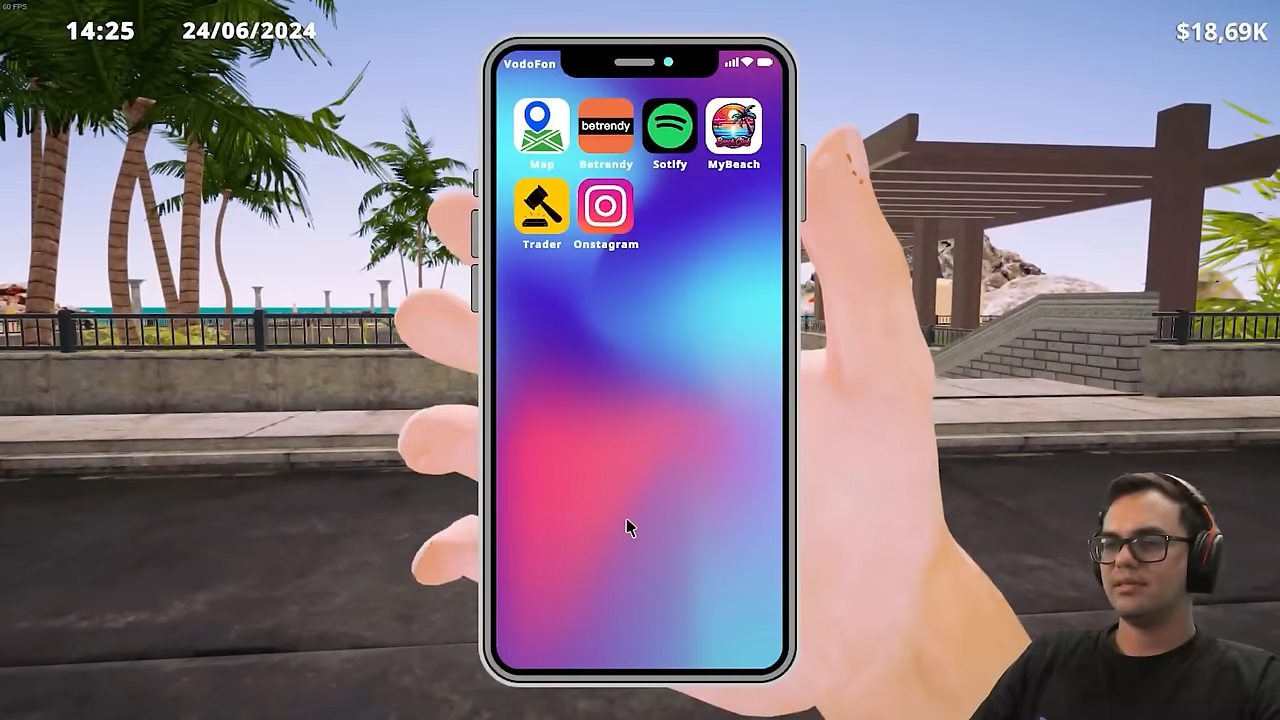 60 FPS
14:25 24/06/2024
$18,69K
VodoFon
betrendy
Map Betrendy Sotify MyBeach
Trader Onstagram